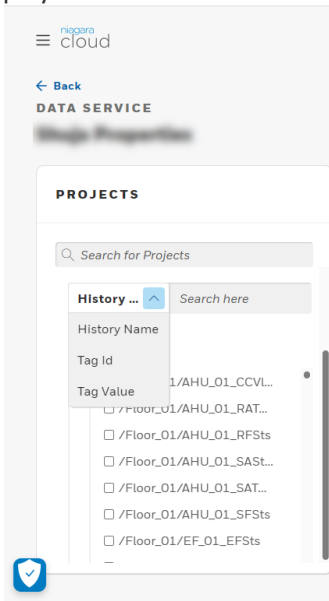 niagara
cloud
← Back
DATA SERVICE
PROJECTS
Search for Projects
History ...
Search here
History Name
Tag Id
Tag Value
01/AHU_01_CCVl...
/Floor_01/AHU_01_RAT...
/Floor_01/AHU_01_RFSts
/Floor_01/AHU_01_SASt...
/Floor_01/AHU_01_SAT...
/Floor_01/AHU_01_SFSts
/Floor_01/EF_01_EFSts